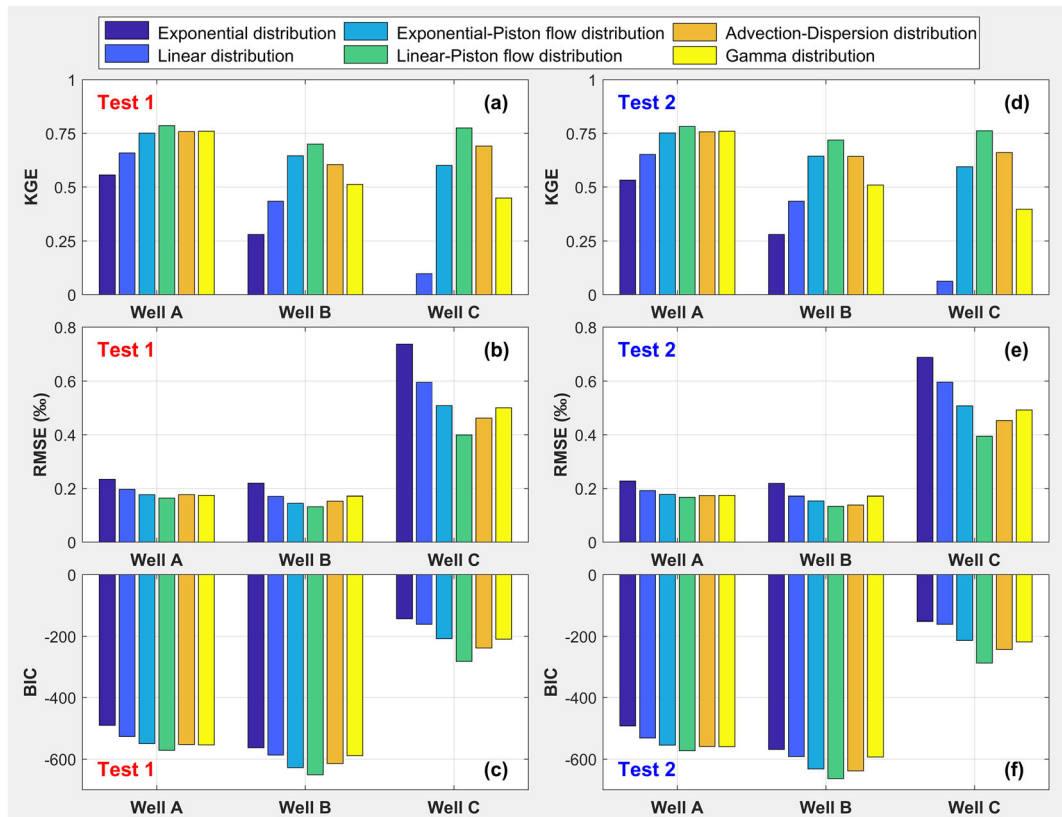 Exponential distribution
Exponential-Piston flow distribution
Advection-Dispersion distribution
Linear distribution
Linear-Piston flow distribution
Gamma distribution
Test 1
(a)
KGE
1
0.75
0.5
0.25
0
Well A
Well B
Well C
Test 2
(d)
KGE
1
0.75
0.5
0.25
0
Well A
Well B
Well C
Test 1
(b)
RMSE (‰)
0.8
0.6
0.4
0.2
0
Well A
Well B
Well C
Test 2
(e)
RMSE (‰)
0.8
0.6
0.4
0.2
0
Well A
Well B
Well C
BIC
0
-200
-400
-600
Test 1
(c)
Well A
Well B
Well C
BIC
0
-200
-400
-600
Test 2
(f)
Well A
Well B
Well C